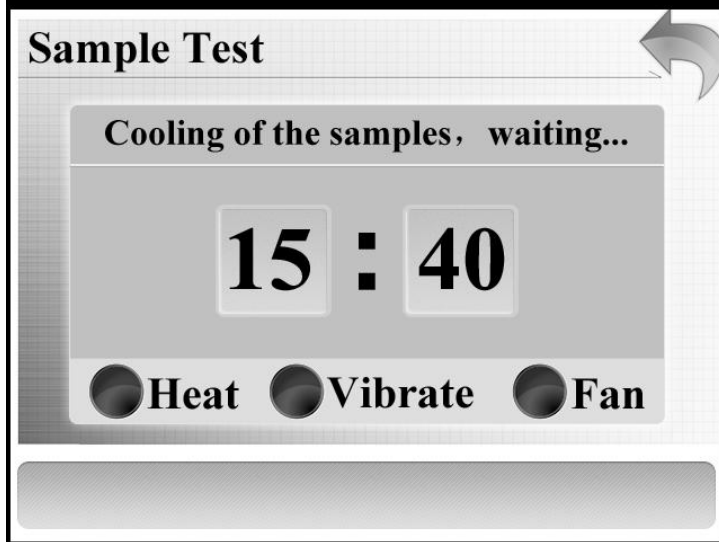 Sample Test
Cooling of the samples， waiting...
15 : 40
Heat Vibrate Fan